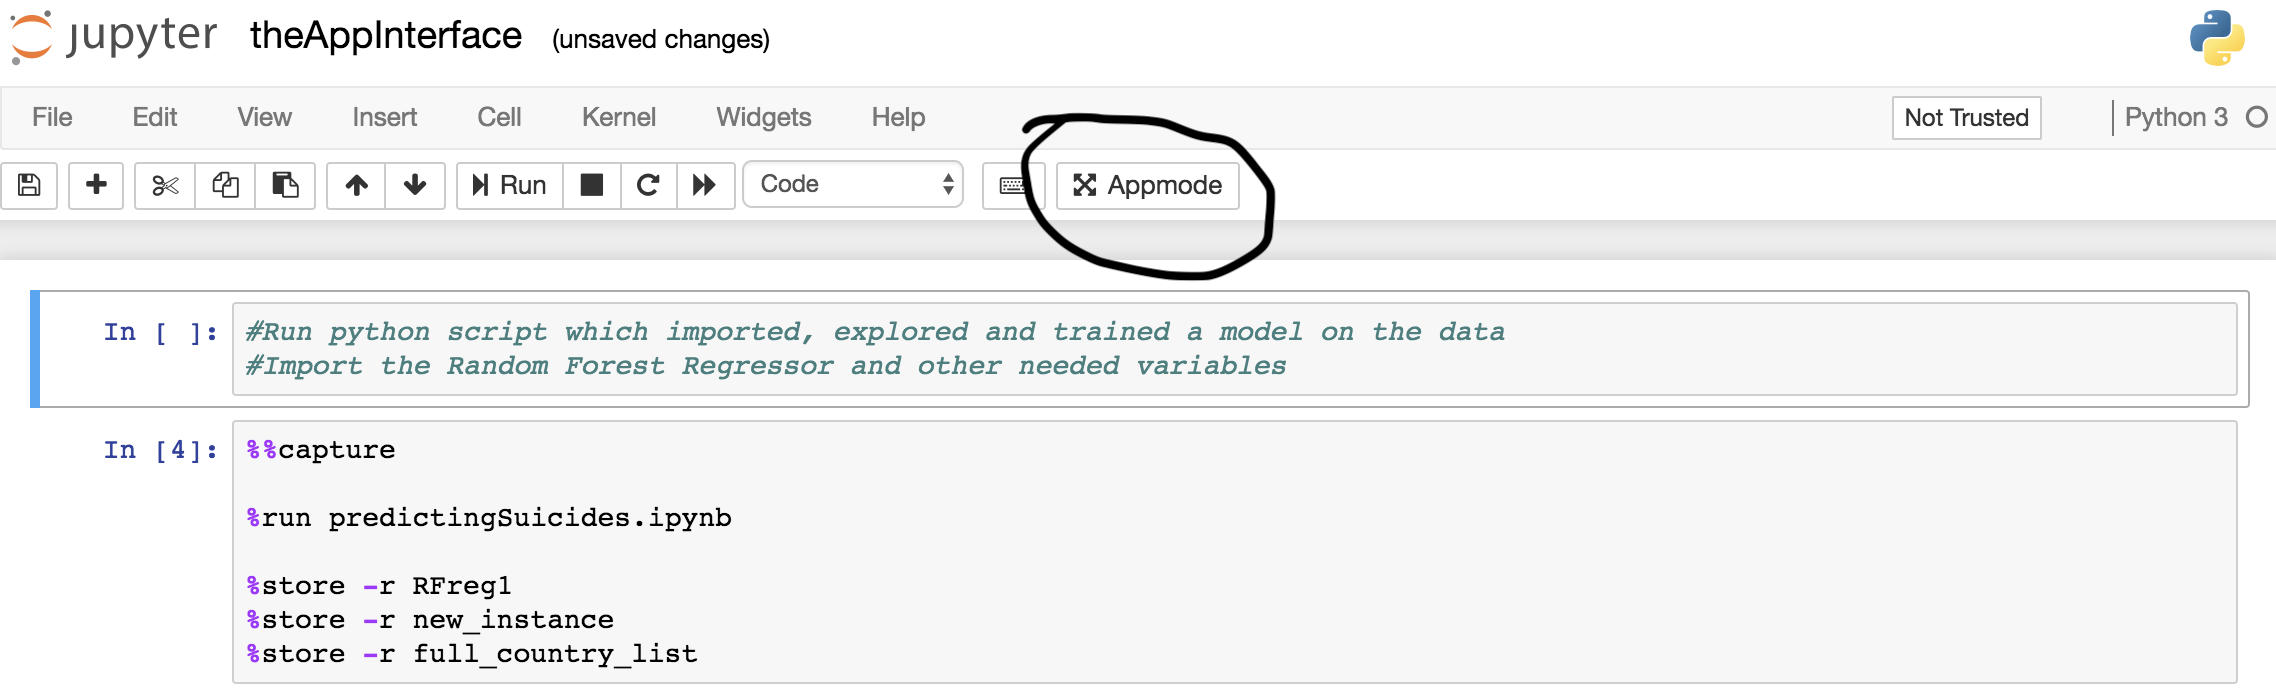 jupyter theAppInterface (unsaved changes)
File Edit View Insert Cell Kernel Widgets Help Not Trusted Python 3
Run Code Appmode
In [ ]: #Run python script which imported, explored and trained a model on the data
#Import the Random Forest Regressor and other needed variables
In [4]: %%capture
%run predictingSuicides.ipynb
%store -r RFreg1
%store -r new_instance
%store -r full_country_list